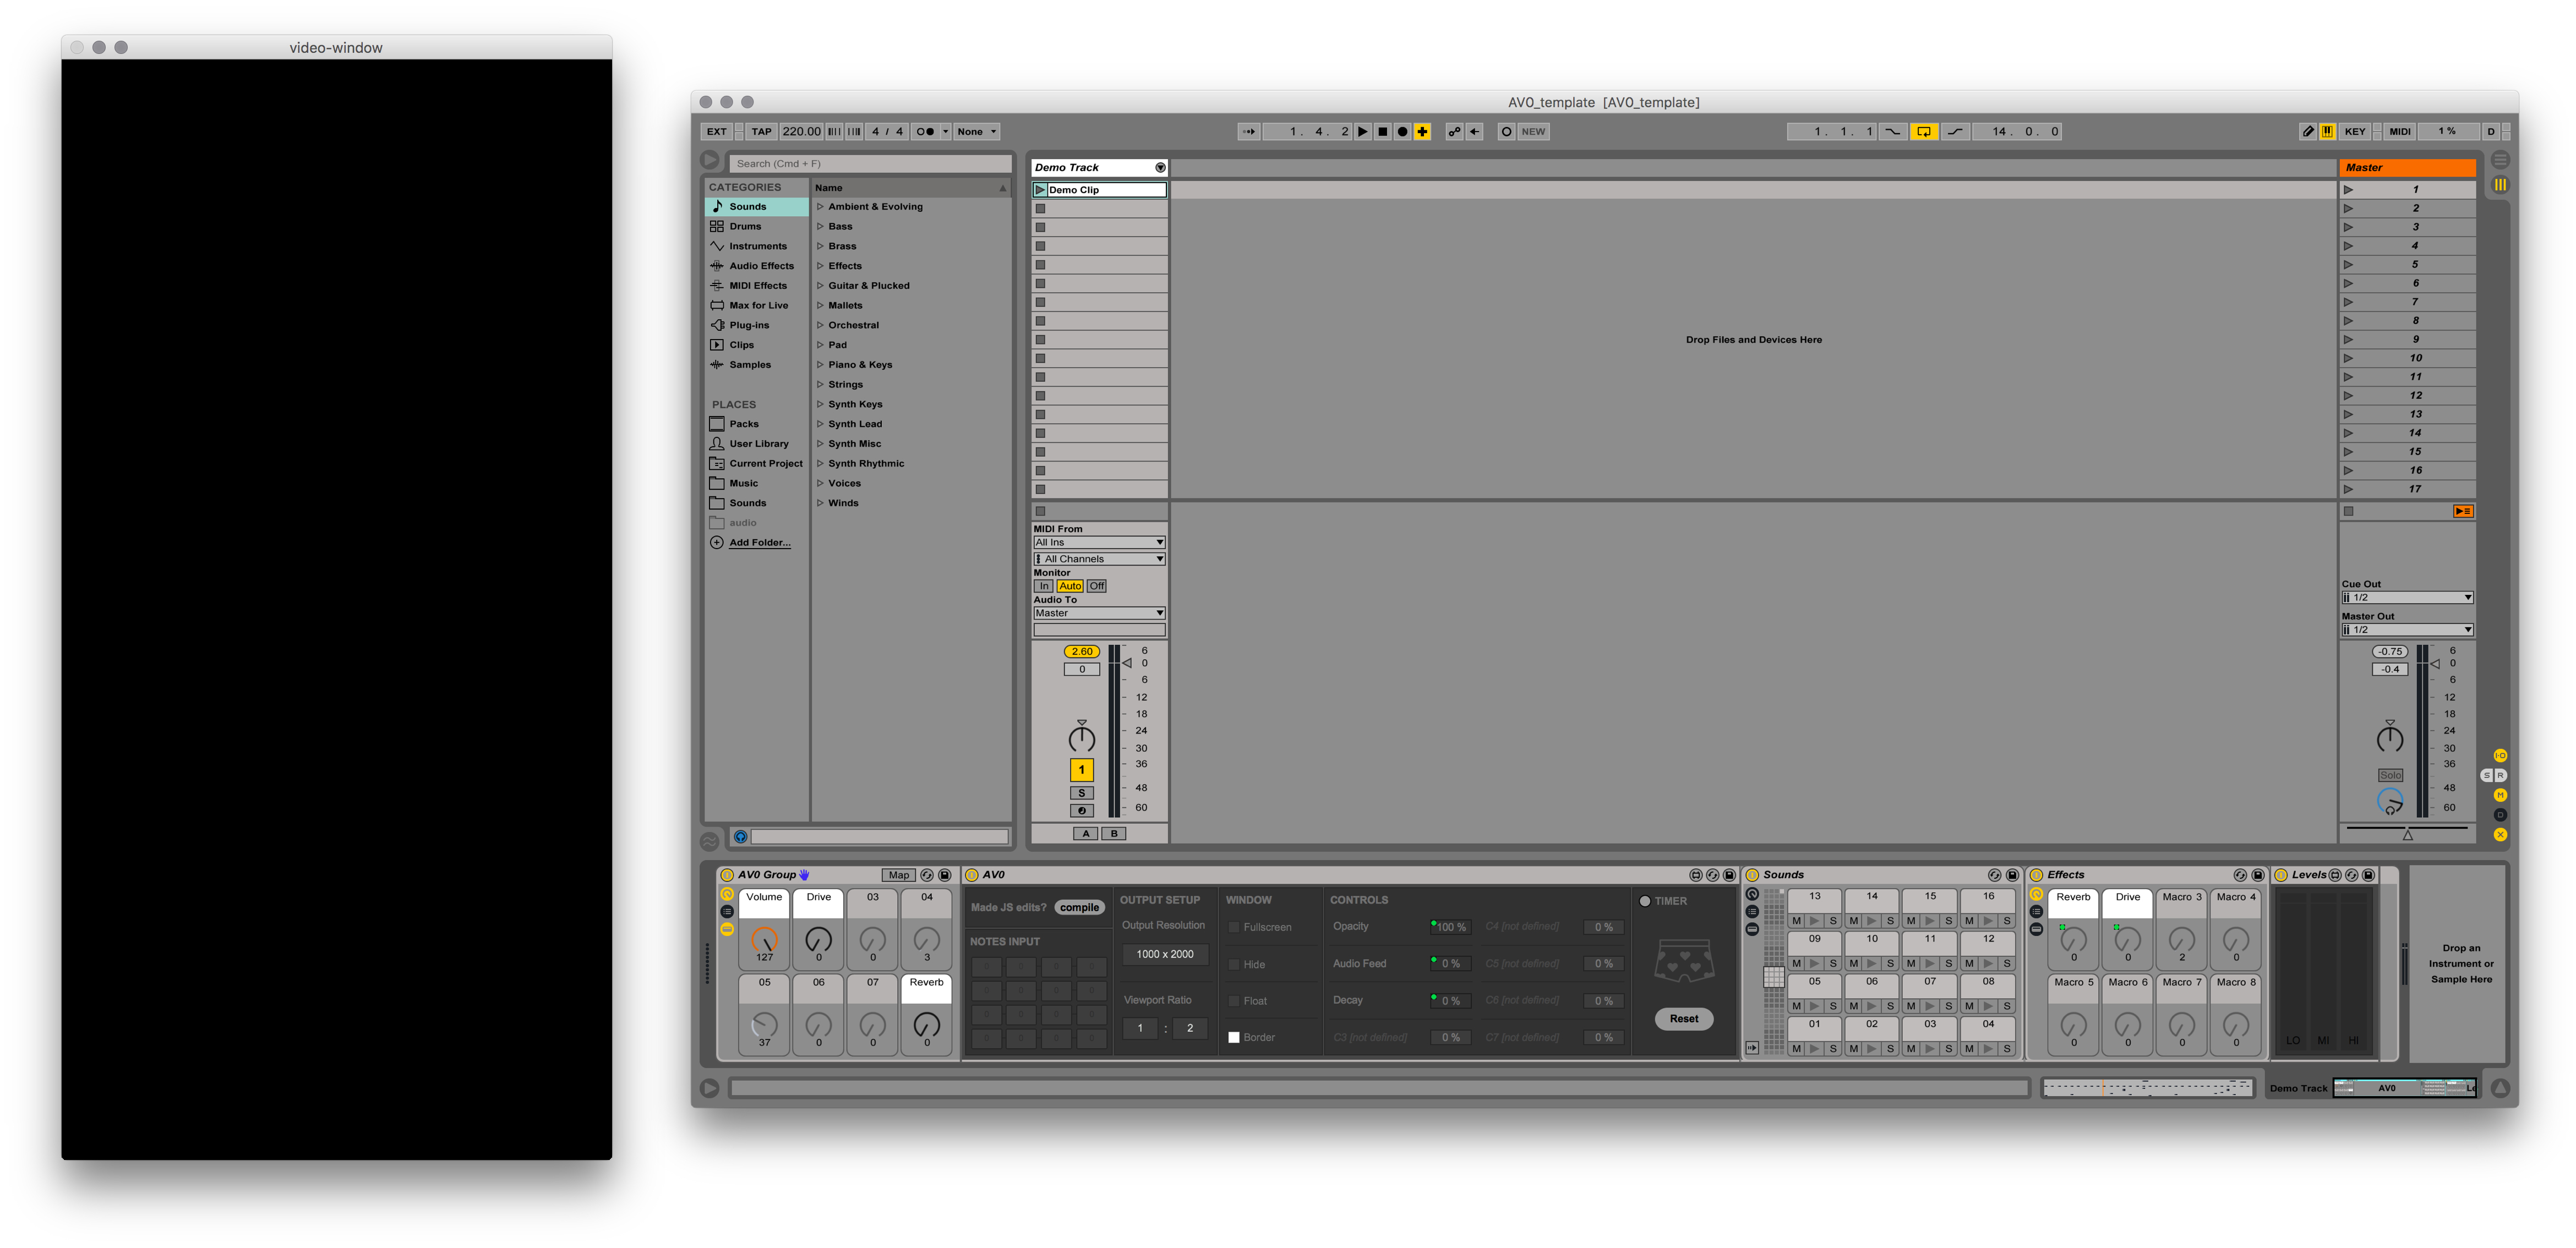 video-window
AV0_template [AV0_template]
EXT TAP 220.00 4 / 4 None
1. 4. 2
NEW
1. 1. 1
14. 0. 0
KEY MIDI 1 % D
Search (Cmd + F)
CATEGORIES
Sounds
Drums
Instruments
Audio Effects
MIDI Effects
Max for Live
Plug-ins
Clips
Samples
PLACES
Packs
User Library
Current Project
Music
Sounds
audio
Add Folder...
Name
Ambient & Evolving
Bass
Brass
Effects
Guitar & Plucked
Mallets
Orchestral
Pad
Piano & Keys
Strings
Synth Keys
Synth Lead
Synth Misc
Synth Rhythmic
Voices
Winds
Demo Track
Demo Clip
MIDI From
All Ins
All Channels
Monitor
In Auto Off
Audio To
Master
2.60
0
6
0
6
12
18
24
30
36
48
60
1
S
A B
Drop Files and Devices Here
Master
1
2
3
4
5
6
7
8
9
10
11
12
13
14
15
16
17
Cue Out
1/2
Master Out
1/2
-0.75
-0.4
6
0
6
12
18
24
30
36
48
60
Solo
I·O
S R
M
D
X
AV0 Group Map
Volume Drive 03 04
127 0 0 3
05 06 07 Reverb
37 0 0 0
AV0
Made JS edits? compile
NOTES INPUT
OUTPUT SETUP
Output Resolution
1000 x 2000
Viewport Ratio
1 : 2
WINDOW
Fullscreen
Hide
Float
Border
CONTROLS
Opacity 100 % C4 [not defined] 0 %
Audio Feed 0 % C5 [not defined] 0 %
Decay 0 % C6 [not defined] 0 %
C3 [not defined] 0 % C7 [not defined] 0 %
TIMER
Reset
Sounds
13 14 15 16
M S M S M S M S
09 10 11 12
M S M S M S M S
05 06 07 08
M S M S M S M S
01 02 03 04
M S M S M S M S
Effects
Reverb Drive Macro 3 Macro 4
0 0 2 0
Macro 5 Macro 6 Macro 7 Macro 8
0 0 0 0
Levels
LO MI HI
Drop an
Instrument or
Sample Here
Demo Track AV0 Le